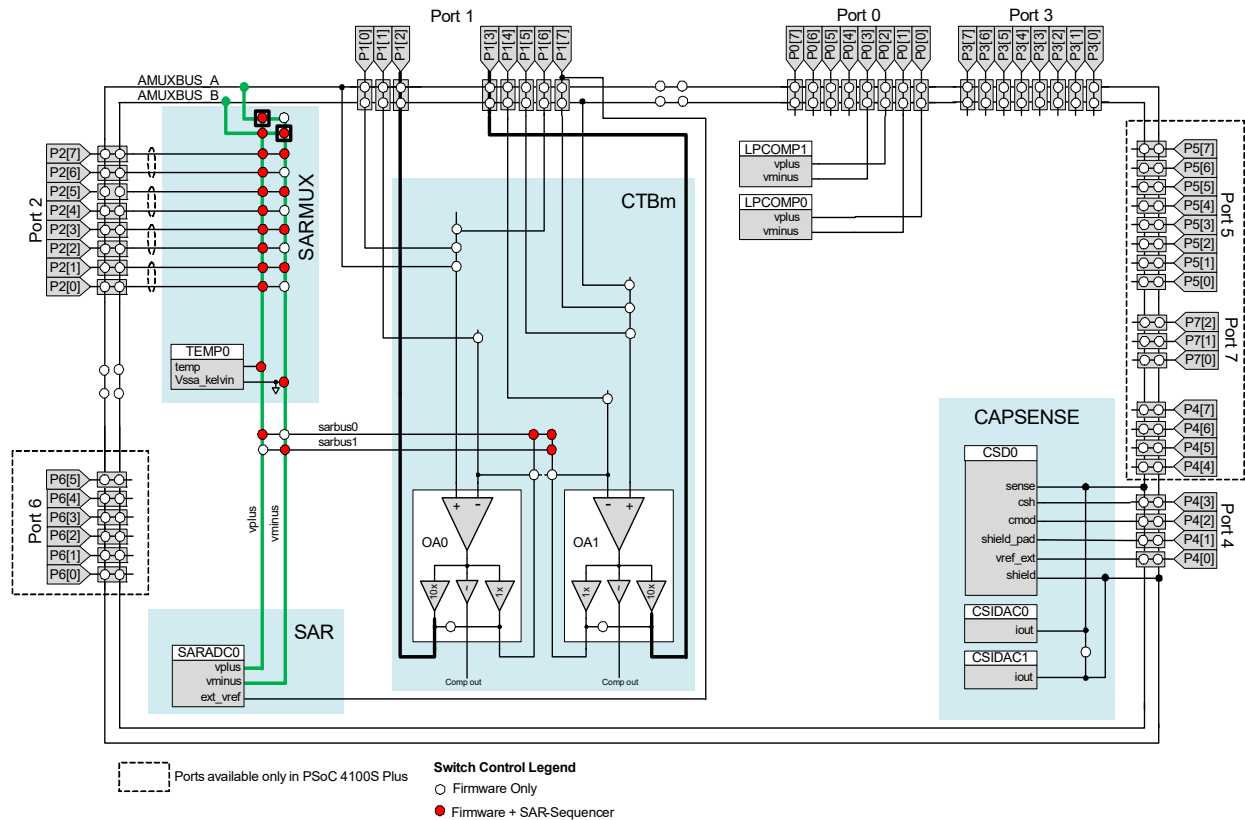 Port 1
Port 0
Port 3
P1[0]
P1[1]
P1[2]
P1[3]
P1[4]
P1[5]
P1[6]
P1[7]
P0[7]
P0[6]
P0[5]
P0[4]
P0[3]
P0[2]
P0[1]
P0[0]
P3[7]
P3[6]
P3[5]
P3[4]
P3[3]
P3[2]
P3[1]
P3[0]
AMUXBUS_A
AMUXBUS_B
Port 2
P2[7]
P2[6]
P2[5]
P2[4]
P2[3]
P2[2]
P2[1]
P2[0]
SARMUX
TEMP0
temp
Vssa_kelvin
CTBm
LPCOMP1
vplus
vminus
LPCOMP0
vplus
vminus
P5[7]
P5[6]
P5[5]
P5[4]
P5[3]
P5[2]
P5[1]
P5[0]
Port 5
P7[2]
P7[1]
P7[0]
Port 7
P4[7]
P4[6]
P4[5]
P4[4]
P4[3]
P4[2]
P4[1]
P4[0]
Port 4
sarbus0
sarbus1
vplus
vminus
Port 6
P6[5]
P6[4]
P6[3]
P6[2]
P6[1]
P6[0]
+ -
OA0
10x
~
1x
Comp out
- +
OA1
1x
~
10x
Comp out
CAPSENSE
CSD0
sense
csh
cmod
shield_pad
vref_ext
shield
CSIDAC0
iout
CSIDAC1
iout
SAR
SARADC0
vplus
vminus
ext_vref
Ports available only in PSoC 4100S Plus
Switch Control Legend
Firmware Only
Firmware + SAR-Sequencer